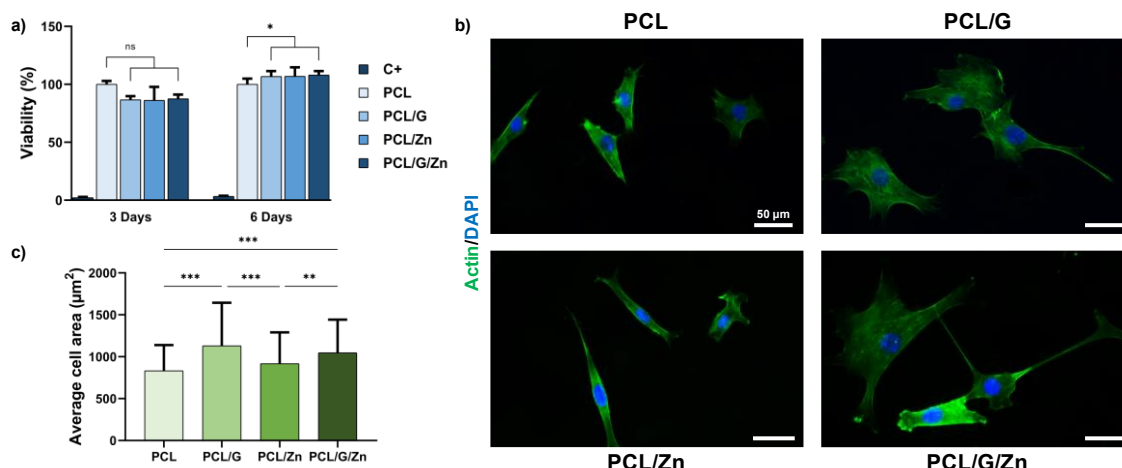 a)
Viability (%)
150
100
50
0
ns
*
3 Days
6 Days
C+
PCL
PCL/G
PCL/Zn
PCL/G/Zn
b)
PCL
PCL/G
50 µm
Actin/DAPI
PCL/Zn
PCL/G/Zn
c)
Average cell area (µm²)
2000
1500
1000
500
0
***
*** *** **
PCL PCL/G PCL/Zn PCL/G/Zn